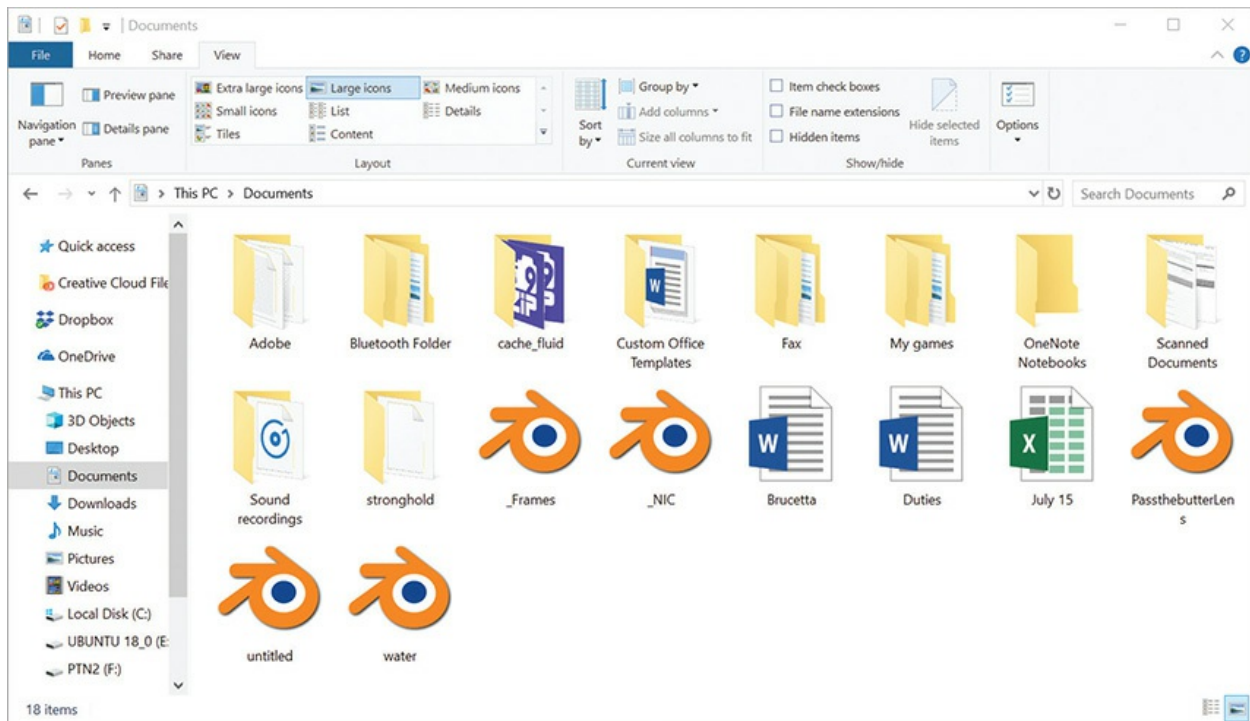 Documents
File Home Share View
Preview pane
Details pane
Navigation
pane
Panes
Extra large icons Large icons Medium icons
Small icons List Details
Tiles Content
Layout
Sort
by
Group by
Add columns
Size all columns to fit
Current view
Item check boxes
File name extensions
Hidden items
Hide selected
items
Show/hide
Options
This PC > Documents
Search Documents
Quick access
Creative Cloud File
Dropbox
OneDrive
This PC
3D Objects
Desktop
Documents
Downloads
Music
Pictures
Videos
Local Disk (C:)
UBUNTU 18_0 (E:
PTN2 (F:)
Adobe
Bluetooth Folder
cache_fluid
Custom Office
Templates
Fax
My games
OneNote
Notebooks
Scanned
Documents
Sound
recordings
stronghold
_Frames
_NIC
W
Brucetta
W
Duties
X
July 15
PassthebutterLen
s
untitled
water
18 items